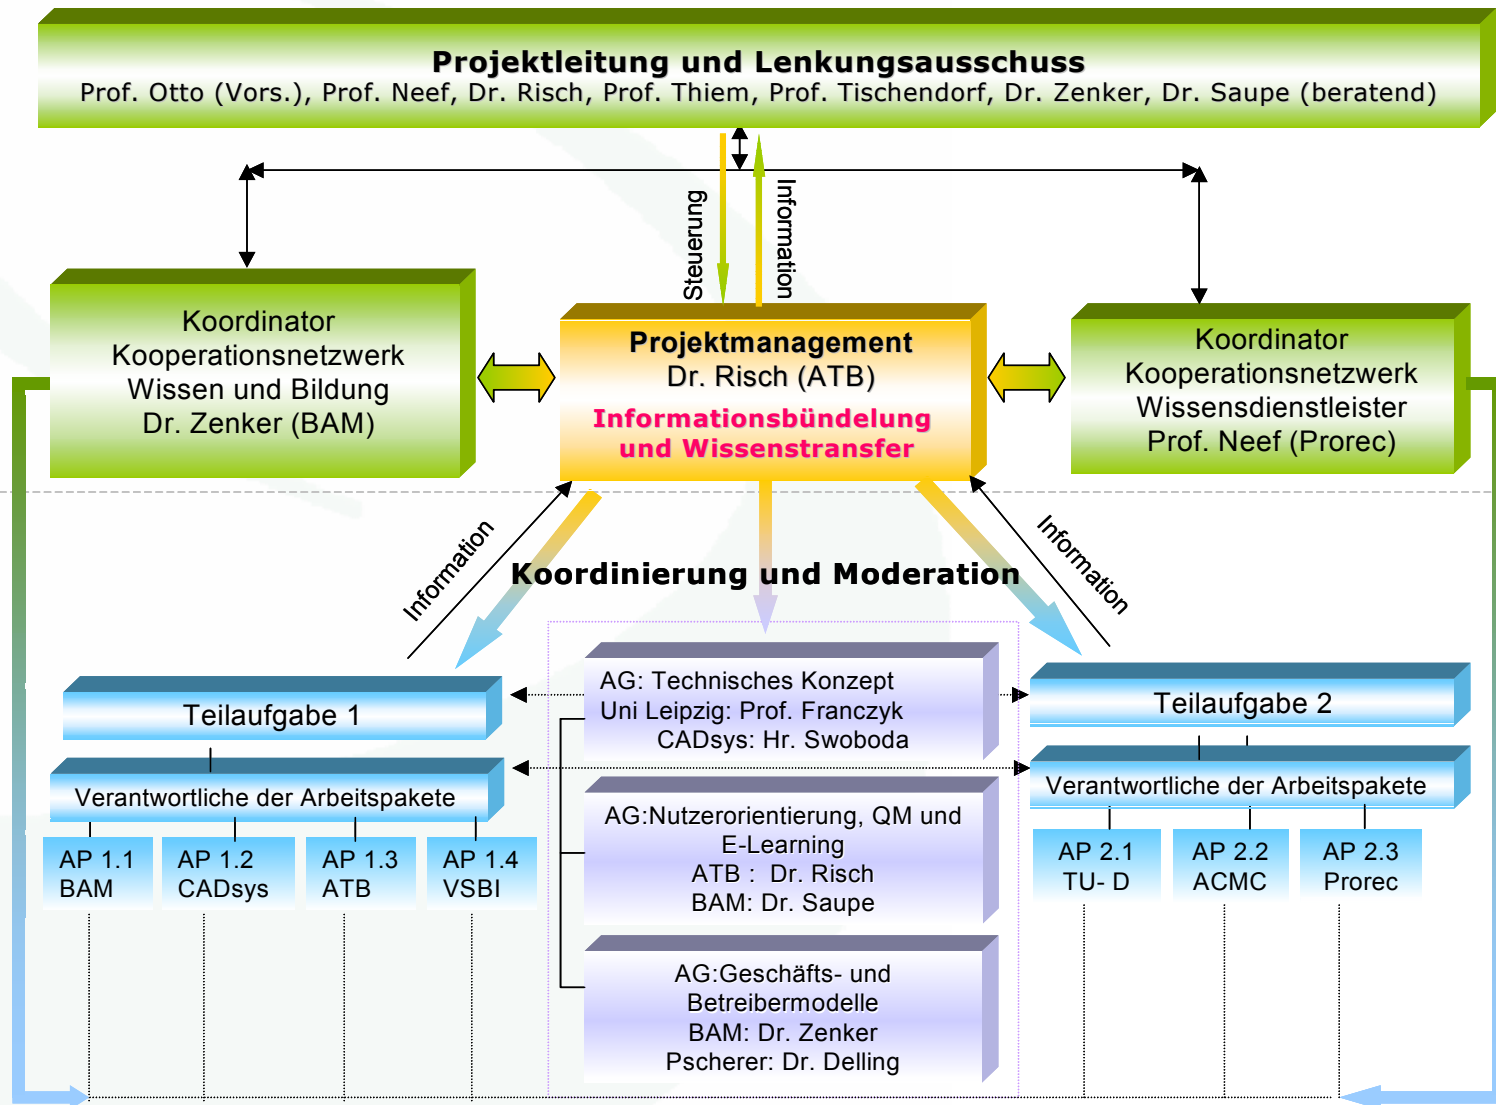 Projektleitung und Lenkungsausschuss
Prof. Otto (Vors.), Prof. Neef, Dr. Risch, Prof. Thiem, Prof. Tischendorf, Dr. Zenker, Dr. Saupe (beratend)
Steuerung
Information
Koordinator
Kooperationsnetzwerk
Wissen und Bildung
Dr. Zenker (BAM)
Projektmanagement
Dr. Risch (ATB)
Informationsbündelung
und Wissenstransfer
Koordinator
Kooperationsnetzwerk
Wissensdienstleister
Prof. Neef (Prorec)
Information
Information
Koordinierung und Moderation
Teilaufgabe 1
Verantwortliche der Arbeitspakete
AP 1.1
BAM
AP 1.2
CADsys
AP 1.3
ATB
AP 1.4
VSBI
AG: Technisches Konzept
Uni Leipzig: Prof. Franczyk
CADsys: Hr. Swoboda
AG:Nutzerorientierung, QM und
E-Learning
ATB : Dr. Risch
BAM: Dr. Saupe
AG:Geschäfts- und
Betreibermodelle
BAM: Dr. Zenker
Pscherer: Dr. Delling
Teilaufgabe 2
Verantwortliche der Arbeitspakete
AP 2.1
TU- D
AP 2.2
ACMC
AP 2.3
Prorec